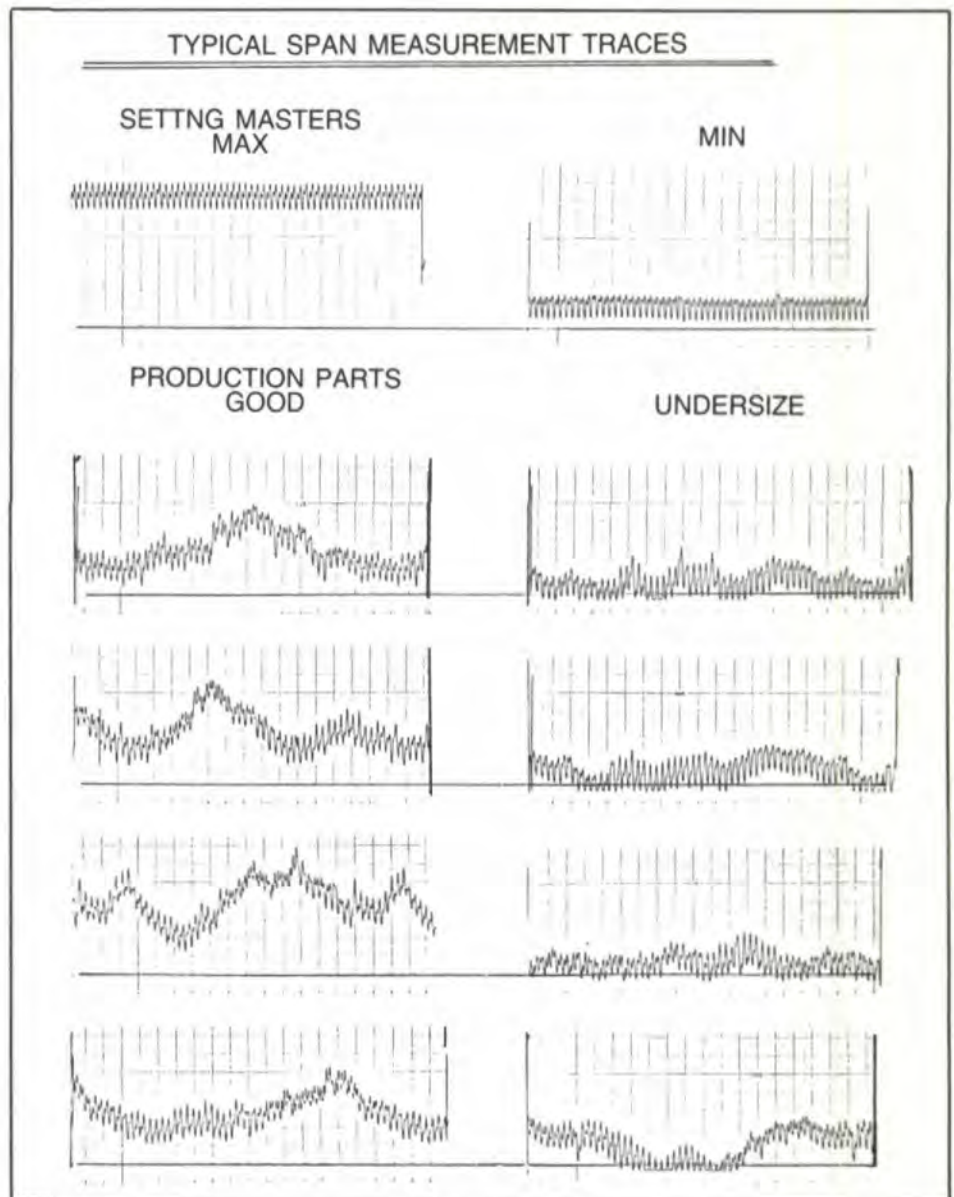 TYPICAL SPAN MEASUREMENT TRACES
SETTNG MASTERS
MAX
MIN
PRODUCTION PARTS
GOOD
UNDERSIZE